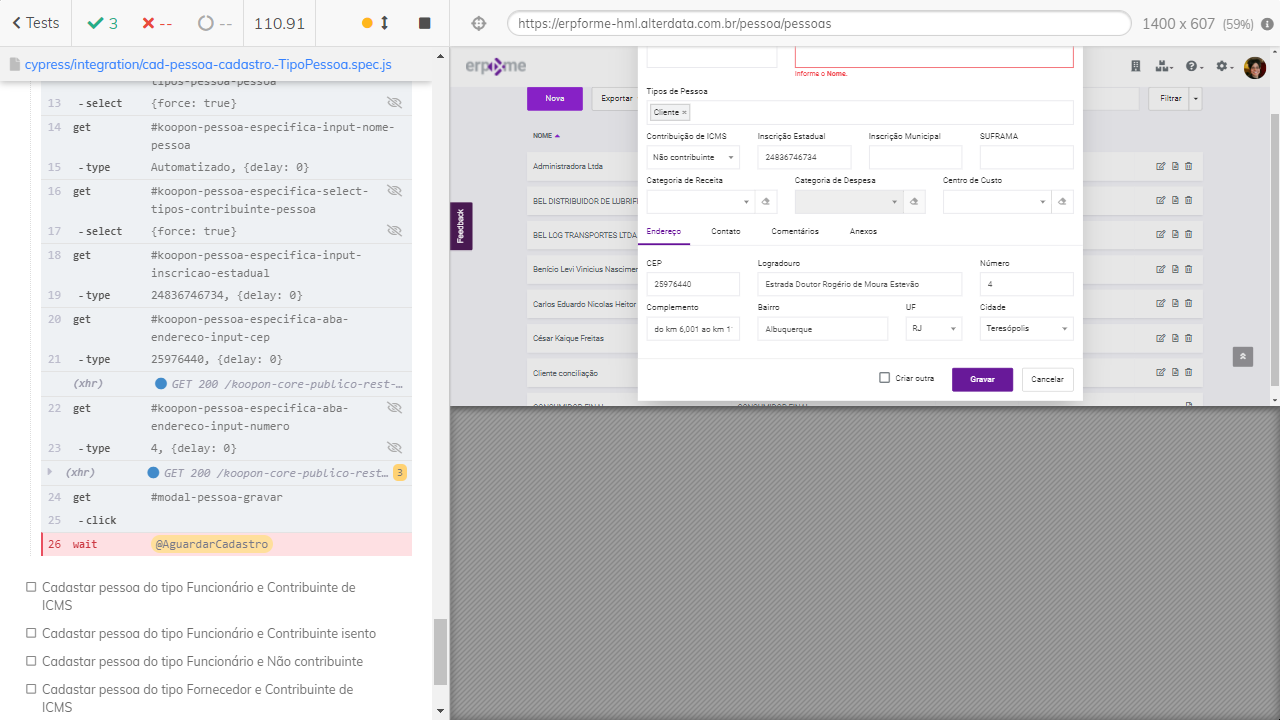 Tests
3
--
--
110.91
https://erpforme-hml.alterdata.com.br/pessoa/pessoas
1400 x 607 (59%)
cypress/integration/cad-pessoa-cadastro.-TipoPessoa.spec.js
tipos-pessoa-pessoa
13 -select {force: true}
14 get #koopon-pessoa-especifica-input-nome-
pessoa
15 -type Automatizado, {delay: 0}
16 get #koopon-pessoa-especifica-select-
tipos-contribuinte-pessoa
17 -select {force: true}
18 get #koopon-pessoa-especifica-input-
inscricao-estadual
19 -type 24836746734, {delay: 0}
20 get #koopon-pessoa-especifica-aba-
endereco-input-cep
21 -type 25976440, {delay: 0}
(xhr) GET 200 /koopon-core-publico-rest-…
22 get #koopon-pessoa-especifica-aba-
endereco-input-numero
23 -type 4, {delay: 0}
(xhr) GET 200 /koopon-core-publico-rest… 3
24 get #modal-pessoa-gravar
25 -click
26 wait @AguardarCadastro
Cadastar pessoa do tipo Funcionário e Contribuinte de
ICMS
Cadastar pessoa do tipo Funcionário e Contribuinte isento
Cadastar pessoa do tipo Funcionário e Não contribuinte
Cadastar pessoa do tipo Fornecedor e Contribuinte de
ICMS
erpme
Nova
Exportar
Filtrar
NOME
Administradora Ltda
BEL DISTRIBUIDOR DE LUBRIFI
BEL LOG TRANSPORTES LTDA
Benício Levi Vinicius Nascimen
Carlos Eduardo Nicolas Heitor
César Kaique Freitas
Cliente conciliação
CONSUMIDOR FINAL CONSUMIDOR FINAL
Feedback
Informe o Nome.
Tipos de Pessoa
Cliente ×
Contribuição de ICMS Inscrição Estadual Inscrição Municipal SUFRAMA
Não contribuinte 24836746734
Categoria de Receita Categoria de Despesa Centro de Custo
Endereço Contato Comentários Anexos
CEP Logradouro Número
25976440 Estrada Doutor Rogério de Moura Estevão 4
Complemento Bairro UF Cidade
do km 6,001 ao km 1 Albuquerque RJ Teresópolis
Criar outra Gravar Cancelar